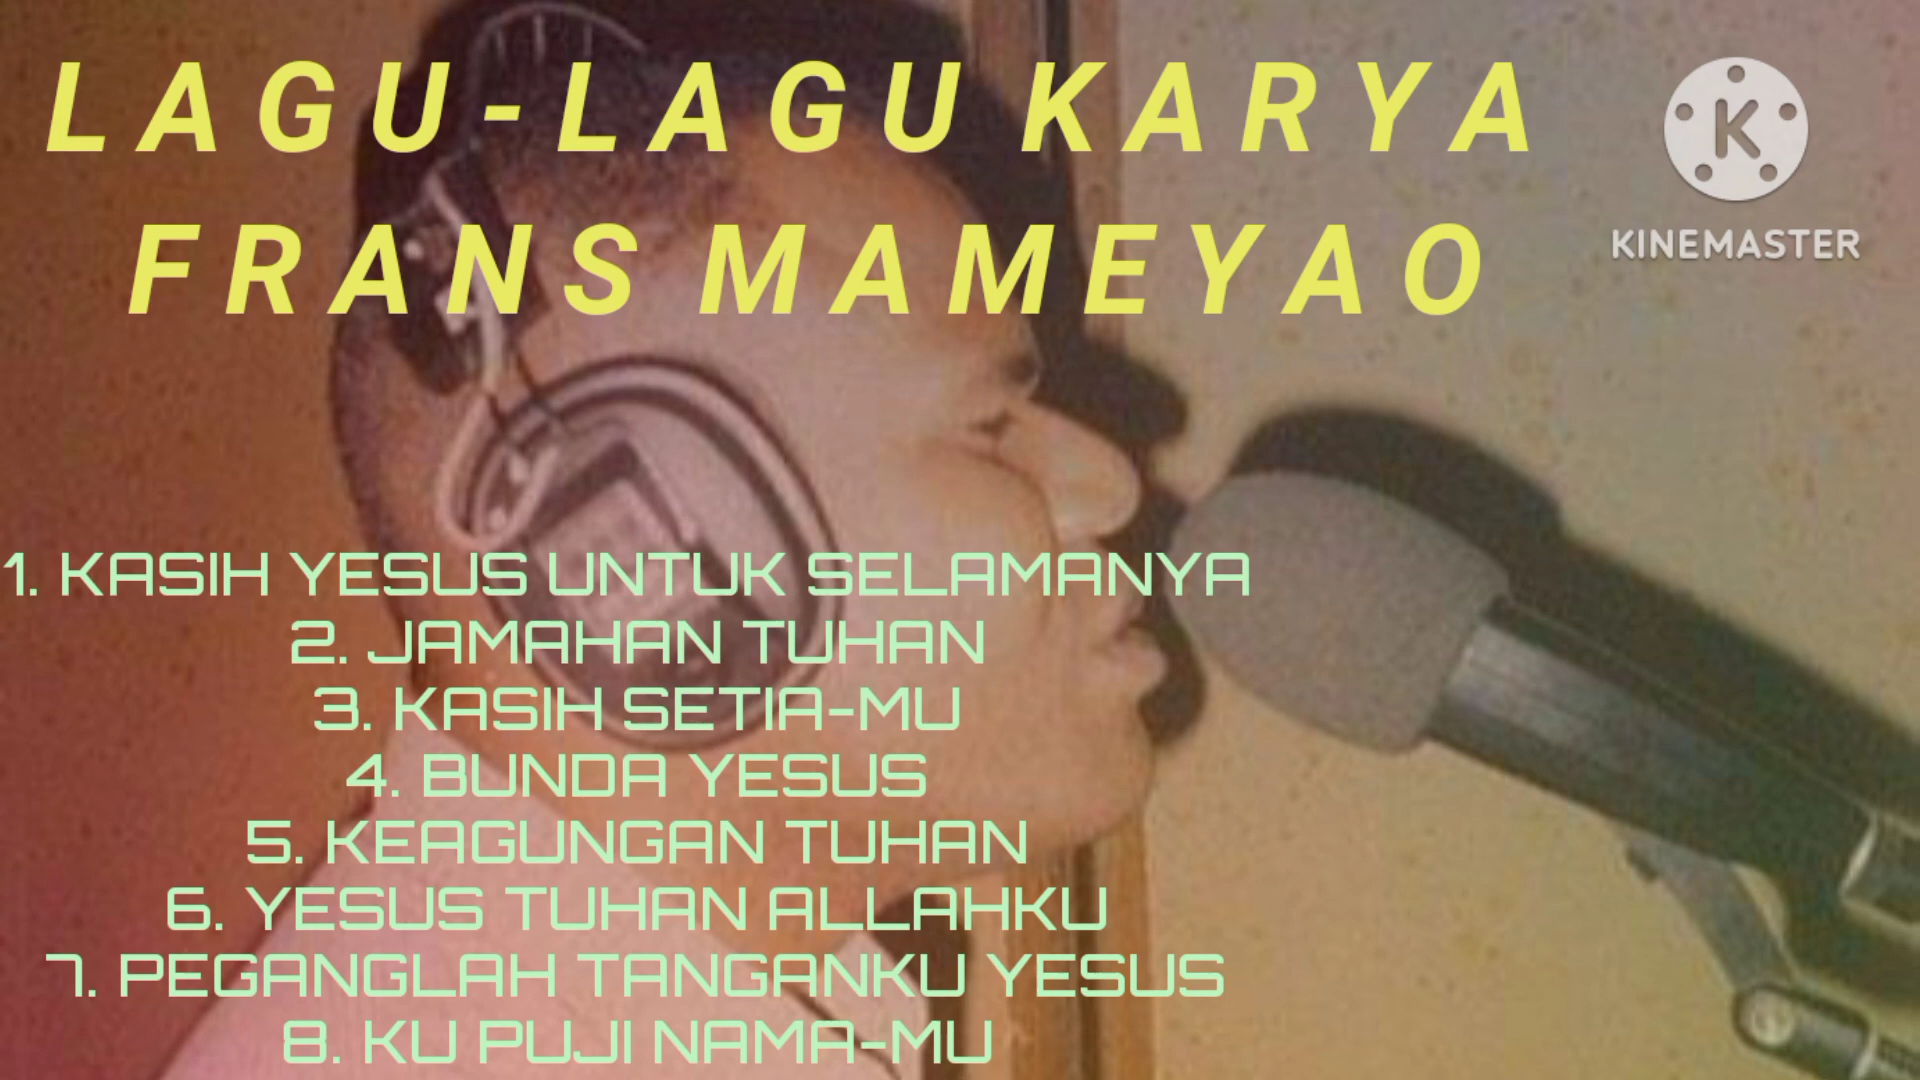 LAGU-LAGU KARYA
FRANS MAMEYAO
K
KINEMASTER
1. KASIH YESUS UNTUK SELAMANYA
2. JAMAHAN TUHAN
3. KASIH SETIA-MU
4. BUNDA YESUS
5. KEAGUNGAN TUHAN
6. YESUS TUHAN ALLAHKU
7. PEGANGLAH TANGANKU YESUS
8. KU PUJI NAMA-MU